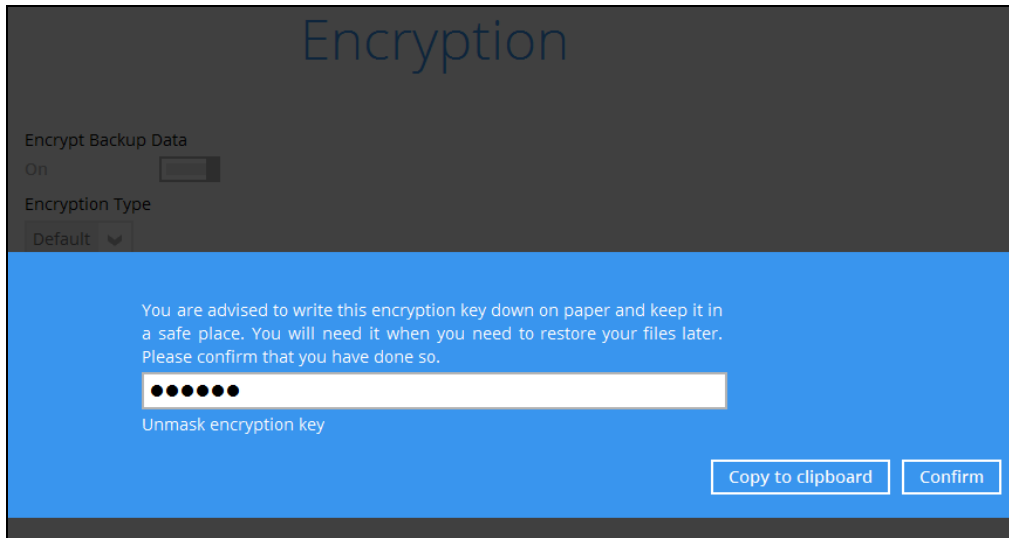 Encryption
Encrypt Backup Data
On
Encryption Type
Default
You are advised to write this encryption key down on paper and keep it in
a safe place. You will need it when you need to restore your files later.
Please confirm that you have done so.
●●●●●●
Unmask encryption key
Copy to clipboard
Confirm